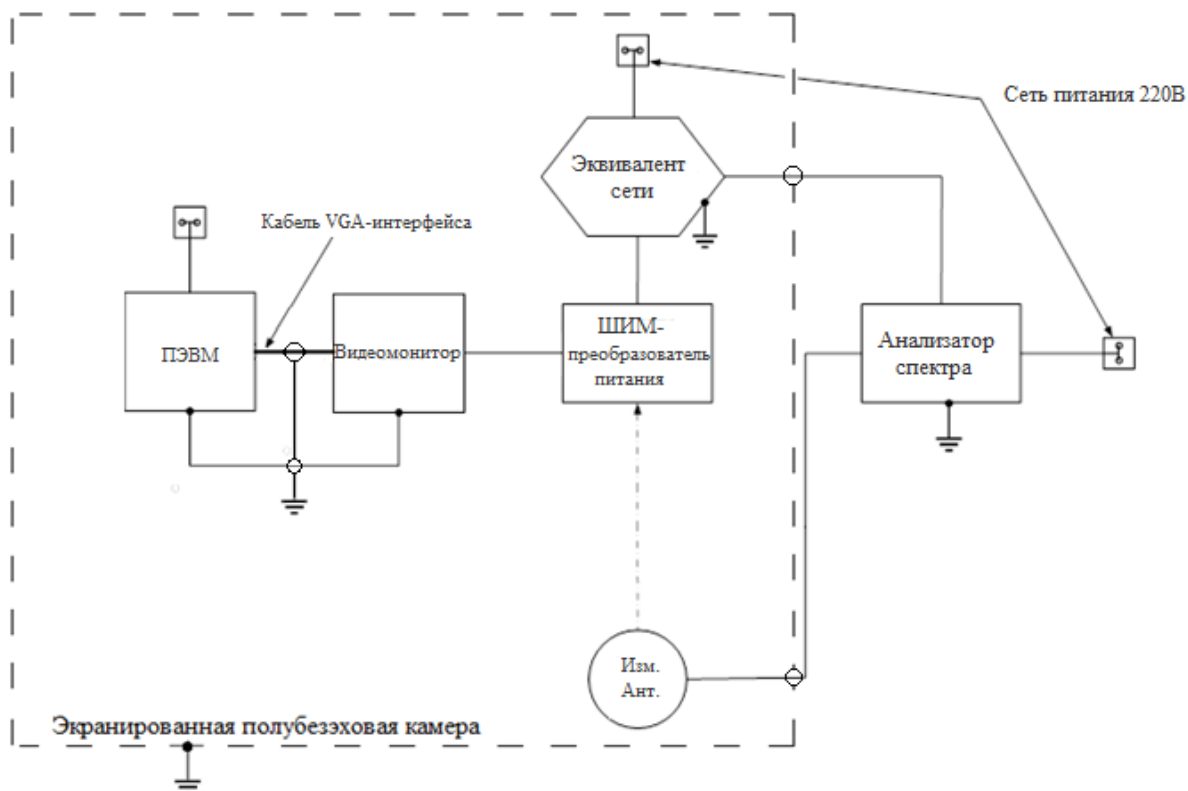 Сеть питания 220В
Эквивалент
сети
Кабель VGA-интерфейса
ПЭВМ
Видеомонитор
ШИМ-
преобразователь
питания
Анализатор
спектра
Изм.
Ант.
Экранированная полубезэховая камера